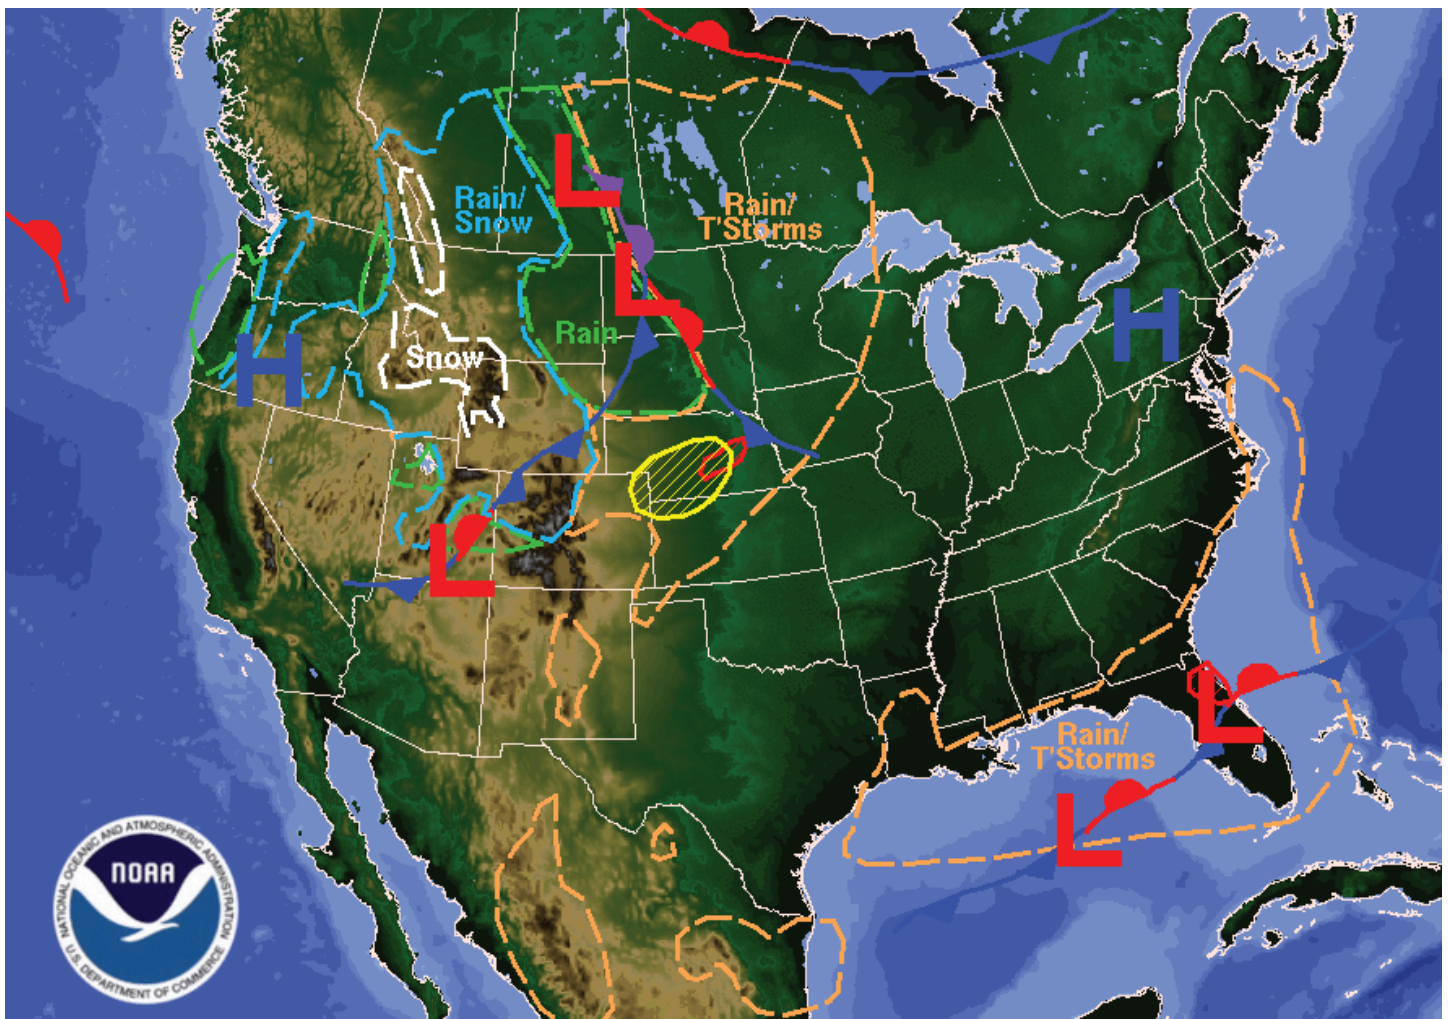 L
Rain/
Snow
Rain/
T'Storms
L
H
Rain
H
Snow
L
L
Rain/
T'Storms
L
NATIONAL OCEANIC AND ATMOSPHERIC ADMINISTRATION
NOAA
U.S. DEPARTMENT OF COMMERCE